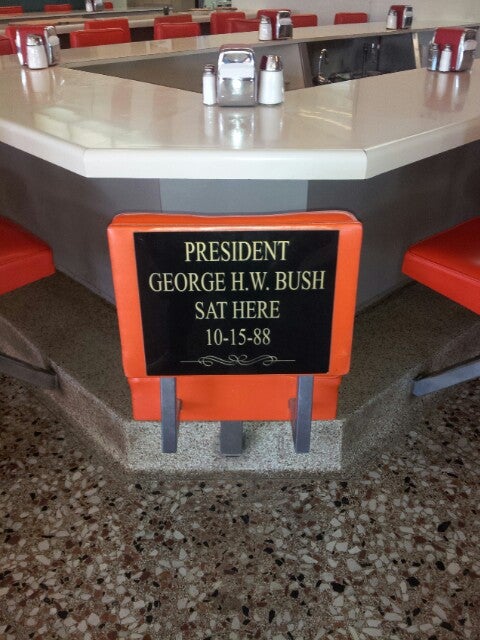 PRESIDENT
GEORGE H.W. BUSH
SAT HERE
10-15-88